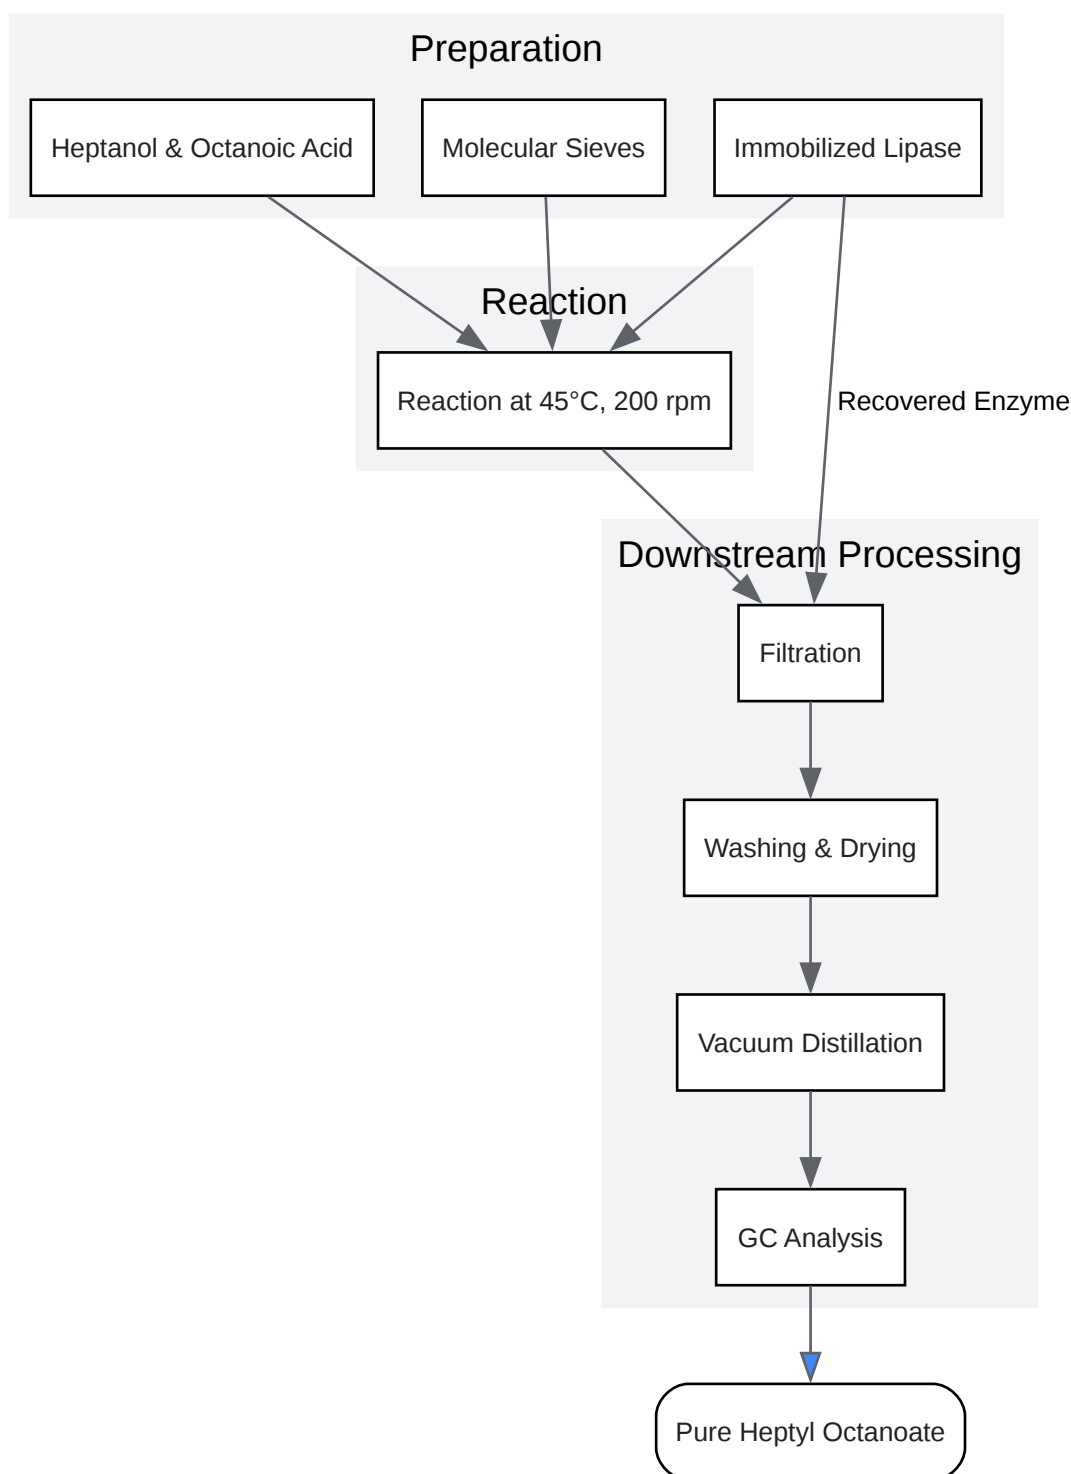 Preparation
Heptanol & Octanoic Acid
Molecular Sieves
Immobilized Lipase
Reaction
Reaction at 45°C, 200 rpm
Recovered Enzyme
Downstream Processing
Filtration
Washing & Drying
Vacuum Distillation
GC Analysis
Pure Heptyl Octanoate